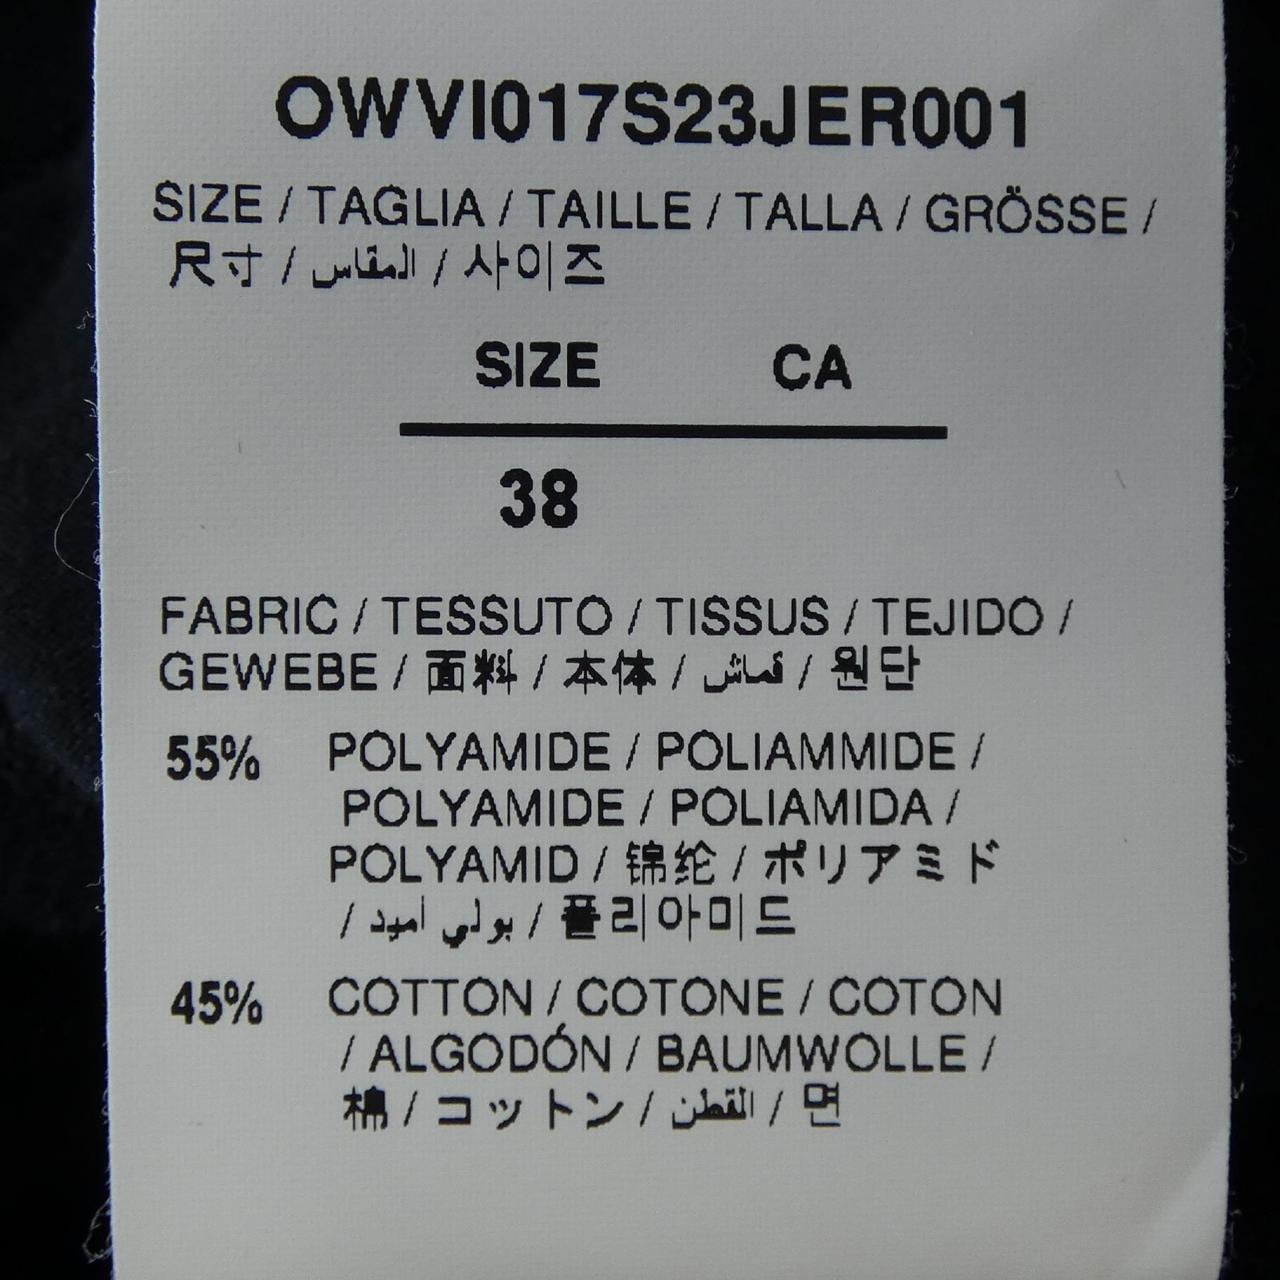 OWVI017S23JER001
SIZE / TAGLIA / TAILLE / TALLA / GRÖSSE /
尺寸 / المقاس / 사이즈
SIZE CA
38
FABRIC / TESSUTO / TISSUS / TEJIDO /
GEWEBE / 面料 / 本体 / قماش / 원단
55% POLYAMIDE / POLIAMMIDE /
POLYAMIDE / POLIAMIDA /
POLYAMID / 锦纶 / ポリアミド
/ بولي اميد / 폴리아미드
45% COTTON / COTONE / COTON
/ ALGODÓN / BAUMWOLLE /
棉 / コットン / القطن / 면